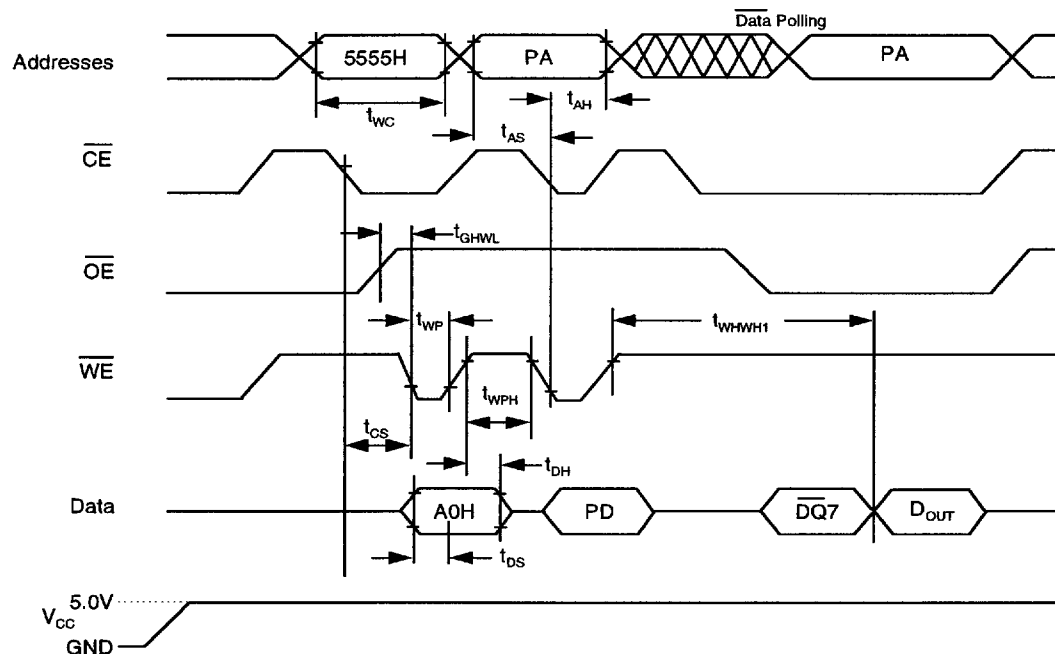 Data Polling
Addresses
5555H
PA
PA
tWC
tAH
tAS
CE
tGHWL
OE
tWP
tWHWH1
WE
tWPH
tCS
tDH
Data
A0H
PD
DQ7
DOUT
tDS
5.0V
VCC
GND